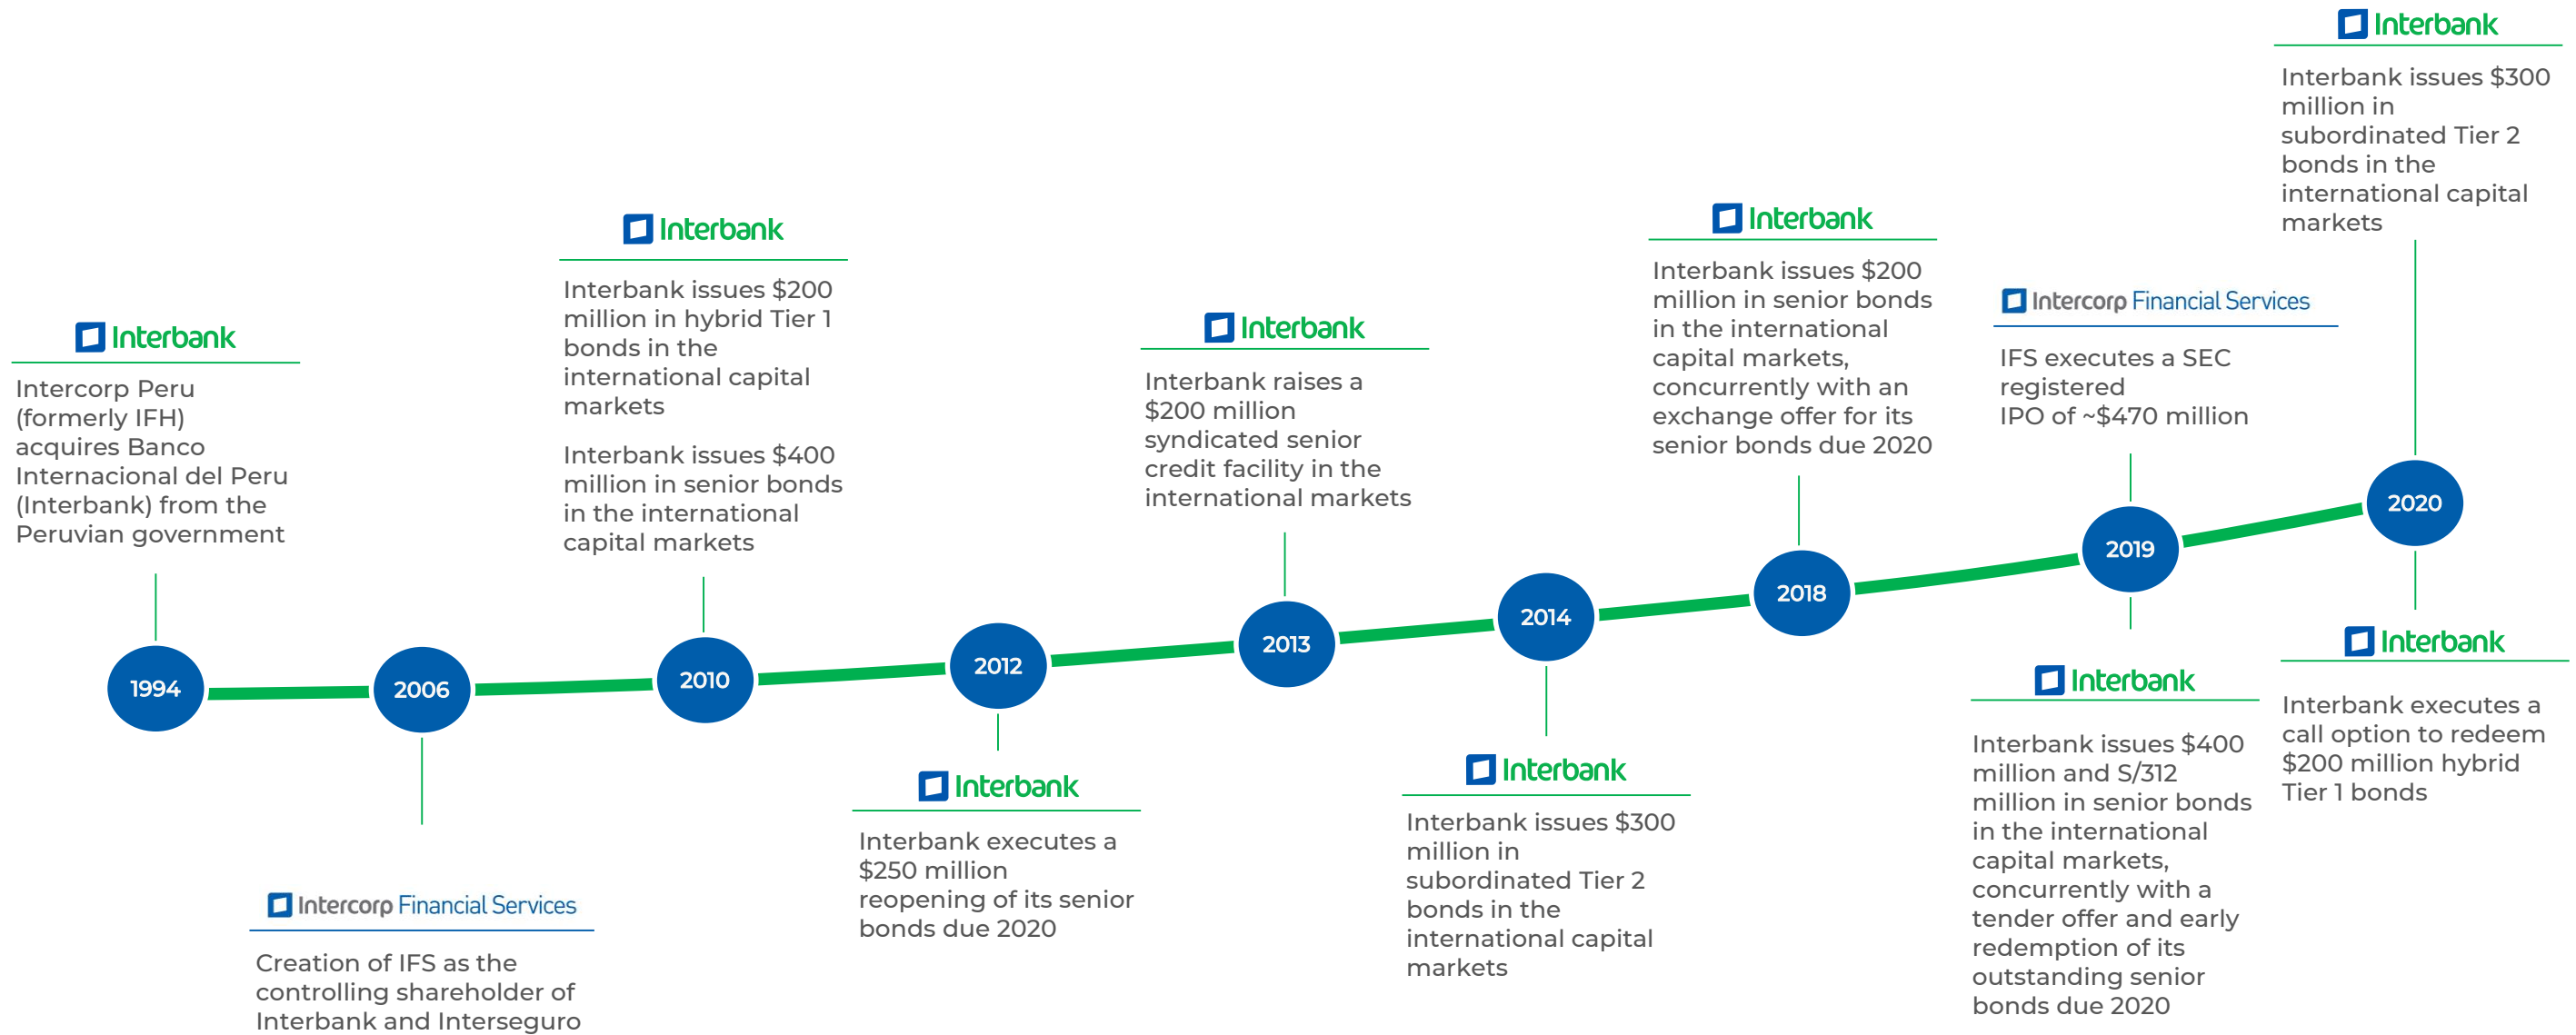 Interbank
Intercorp Peru
(formerly IFH)
acquires Banco
Internacional del Peru
(Interbank) from the
Peruvian government
1994
2006
Intercorp Financial Services
Creation of IFS as the
controlling shareholder of
Interbank and Interseguro
Interbank
Interbank issues $200
million in hybrid Tier 1
bonds in the
international capital
markets
Interbank issues $400
million in senior bonds
in the international
capital markets
2010
2012
Interbank
Interbank executes a
$250 million
reopening of its senior
bonds due 2020
Interbank
Interbank raises a
$200 million
syndicated senior
credit facility in the
international markets
2013
2014
Interbank
Interbank issues $300
million in
subordinated Tier 2
bonds in the
international capital
markets
Interbank
Interbank issues $200
million in senior bonds
in the international
capital markets,
concurrently with an
exchange offer for its
senior bonds due 2020
2018
Intercorp Financial Services
IFS executes a SEC
registered
IPO of ~$470 million
2019
Interbank
Interbank issues $400
million and S/312
million in senior bonds
in the international
capital markets,
concurrently with a
tender offer and early
redemption of its
outstanding senior
bonds due 2020
Interbank
Interbank issues $300
million in
subordinated Tier 2
bonds in the
international capital
markets
2020
Interbank
Interbank executes a
call option to redeem
$200 million hybrid
Tier 1 bonds